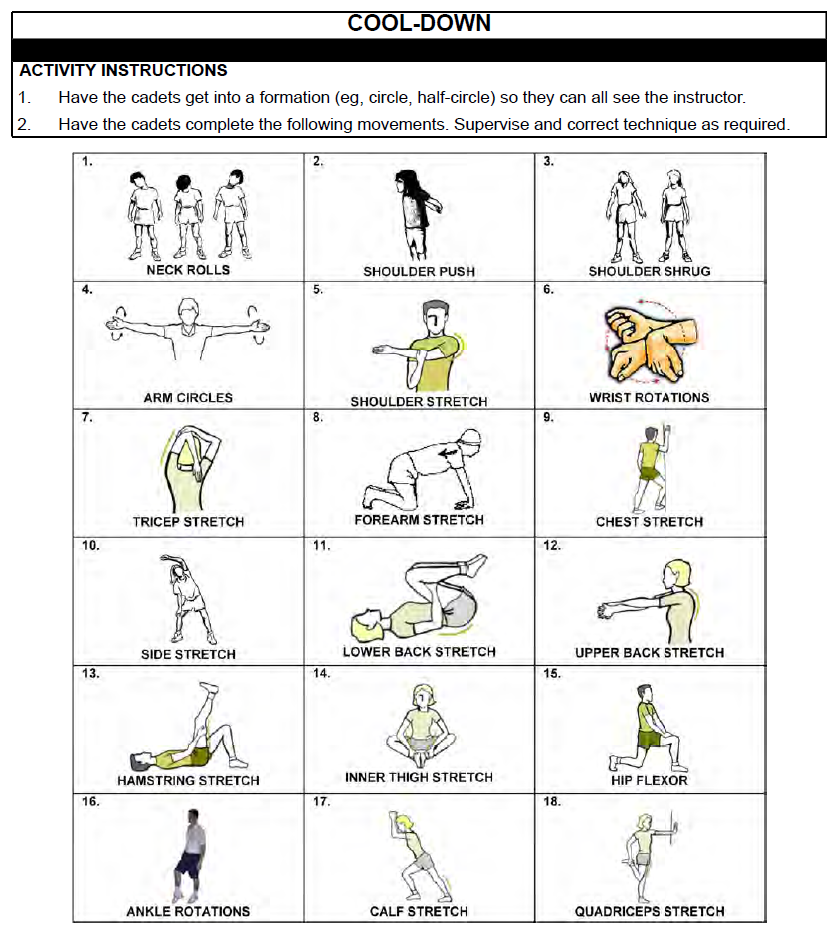 COOL-DOWN
ACTIVITY INSTRUCTIONS
1. Have the cadets get into a formation (eg, circle, half-circle) so they can all see the instructor.
2. Have the cadets complete the following movements. Supervise and correct technique as required.
1.
NECK ROLLS
2.
SHOULDER PUSH
3.
SHOULDER SHRUG
4.
ARM CIRCLES
5.
SHOULDER STRETCH
6.
WRIST ROTATIONS
7.
TRICEP STRETCH
8.
FOREARM STRETCH
9.
CHEST STRETCH
10.
SIDE STRETCH
11.
LOWER BACK STRETCH
12.
UPPER BACK STRETCH
13.
HAMSTRING STRETCH
14.
INNER THIGH STRETCH
15.
HIP FLEXOR
16.
ANKLE ROTATIONS
17.
CALF STRETCH
18.
QUADRICEPS STRETCH